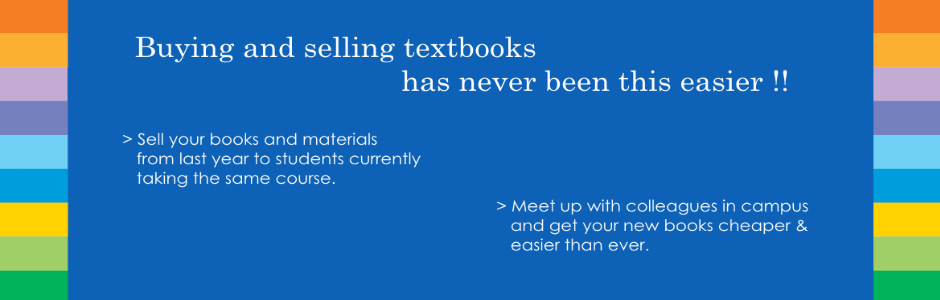 Buying and selling textbooks
has never been this easier !!
> Sell your books and materials
from last year to students currently
taking the same course.
> Meet up with colleagues in campus
and get your new books cheaper &
easier than ever.